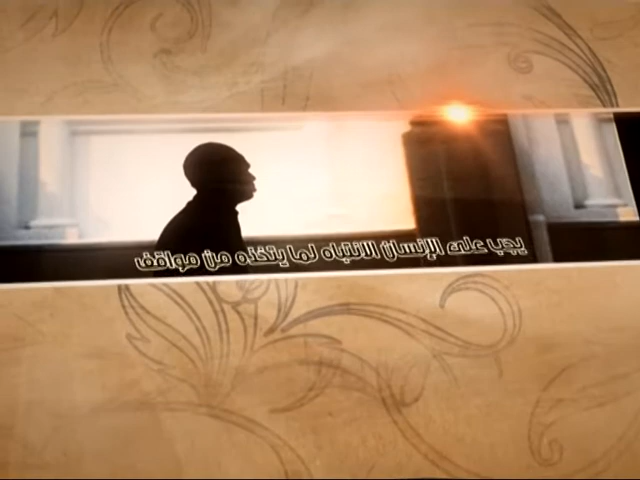 يجب على الإنسان الانتباه لما يتخذه من مواقف